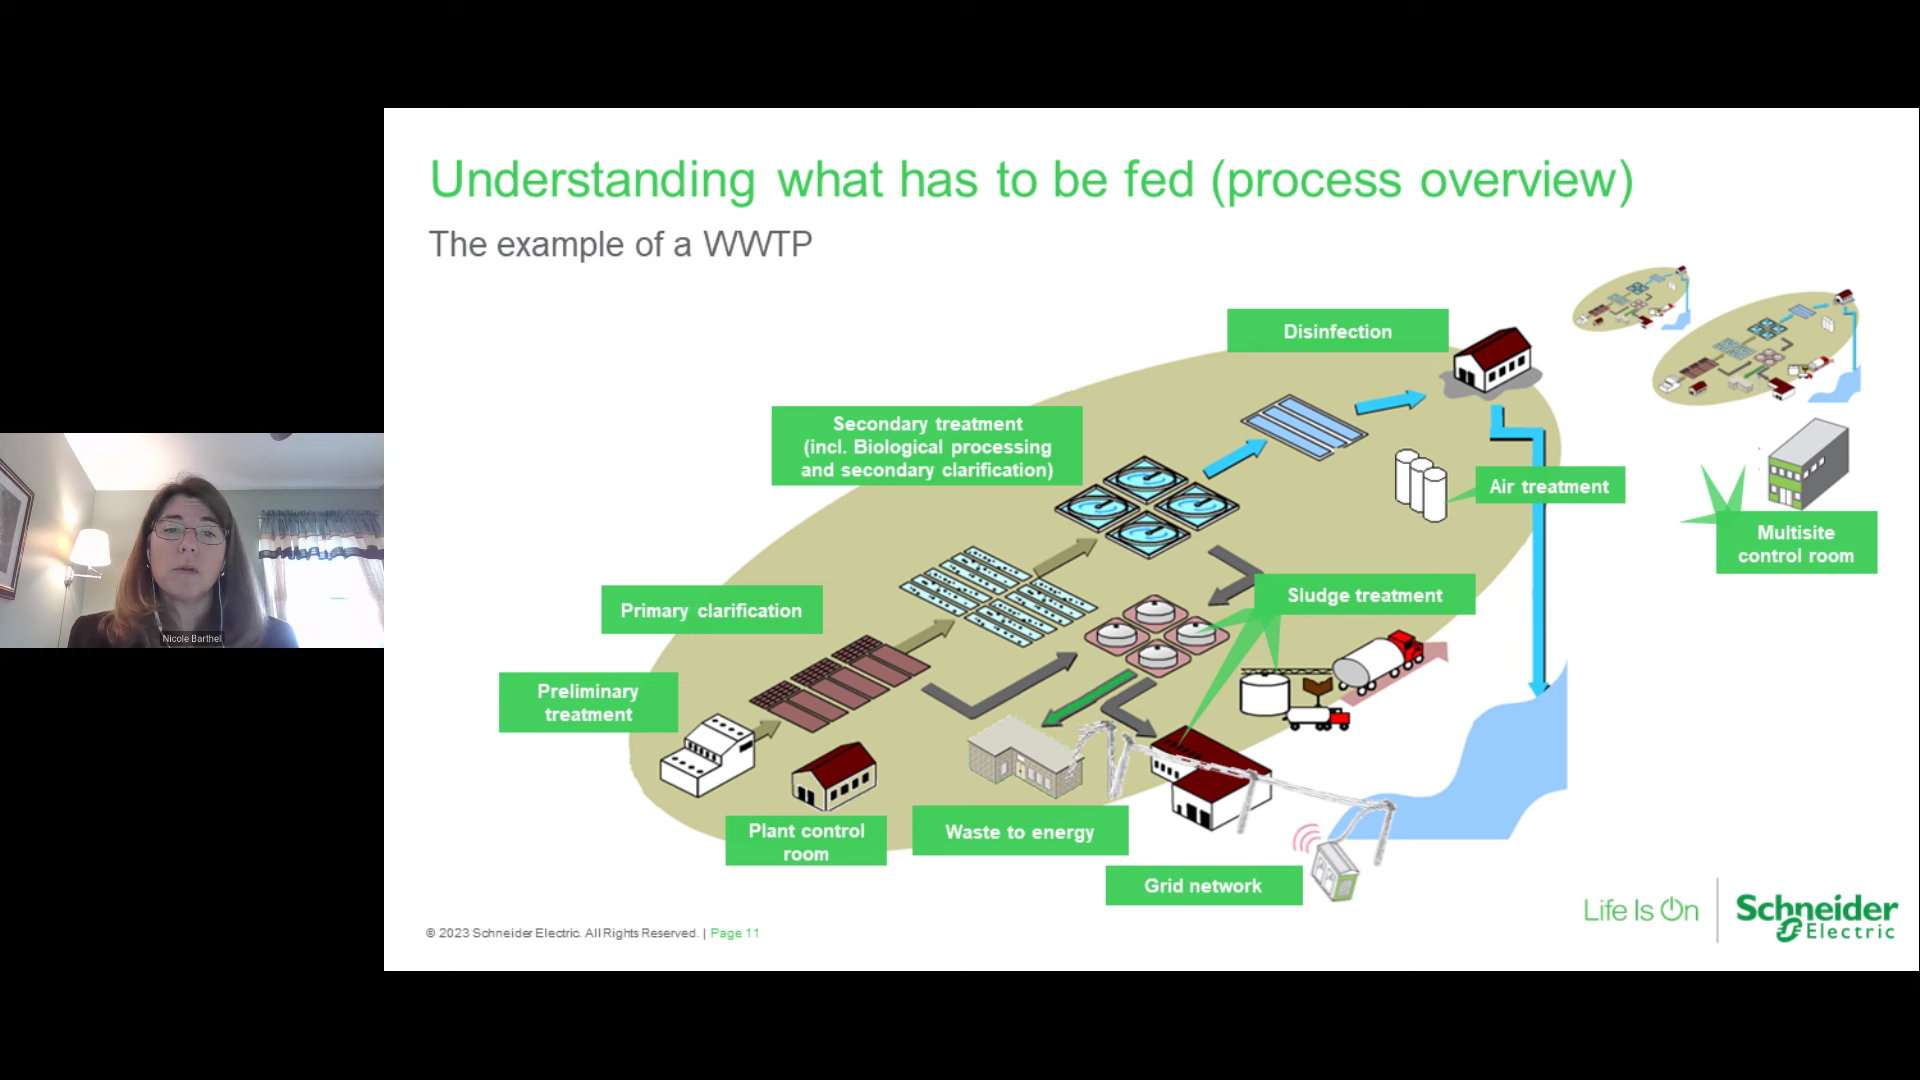 Understanding what has to be fed (process overview)
The example of a WWTP
Disinfection
Secondary treatment
(incl. Biological processing
and secondary clarification)
Air treatment
Multisite
control room
Primary clarification
Sludge treatment
Preliminary
treatment
Plant control
room
Waste to energy
Grid network
Nicole Barthel
© 2023 Schneider Electric. All Rights Reserved. | Page 11
Life Is On
Schneider
Electric